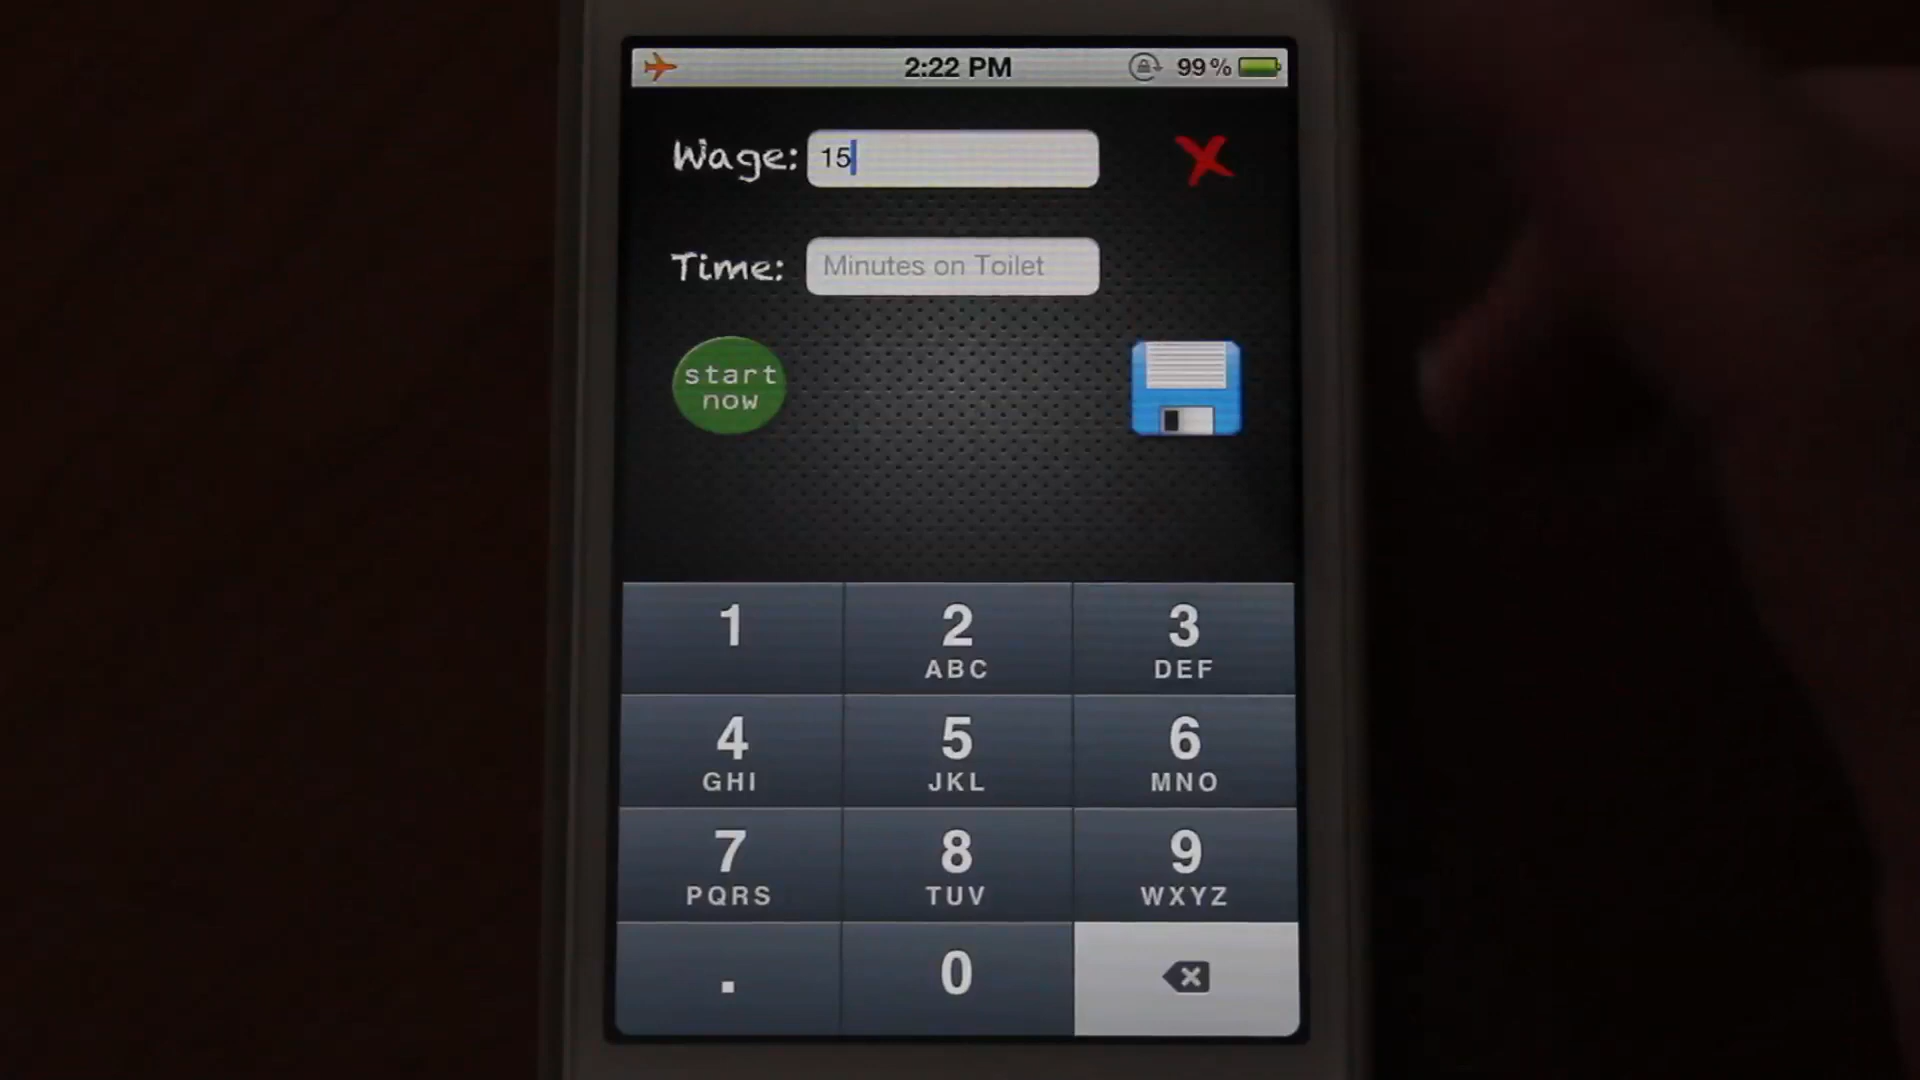 2:22 PM 99%
Wage: 15
Time: Minutes on Toilet
start
now
1 2 3
ABC DEF
4 5 6
GHI JKL MNO
7 8 9
PQRS TUV WXYZ
. 0